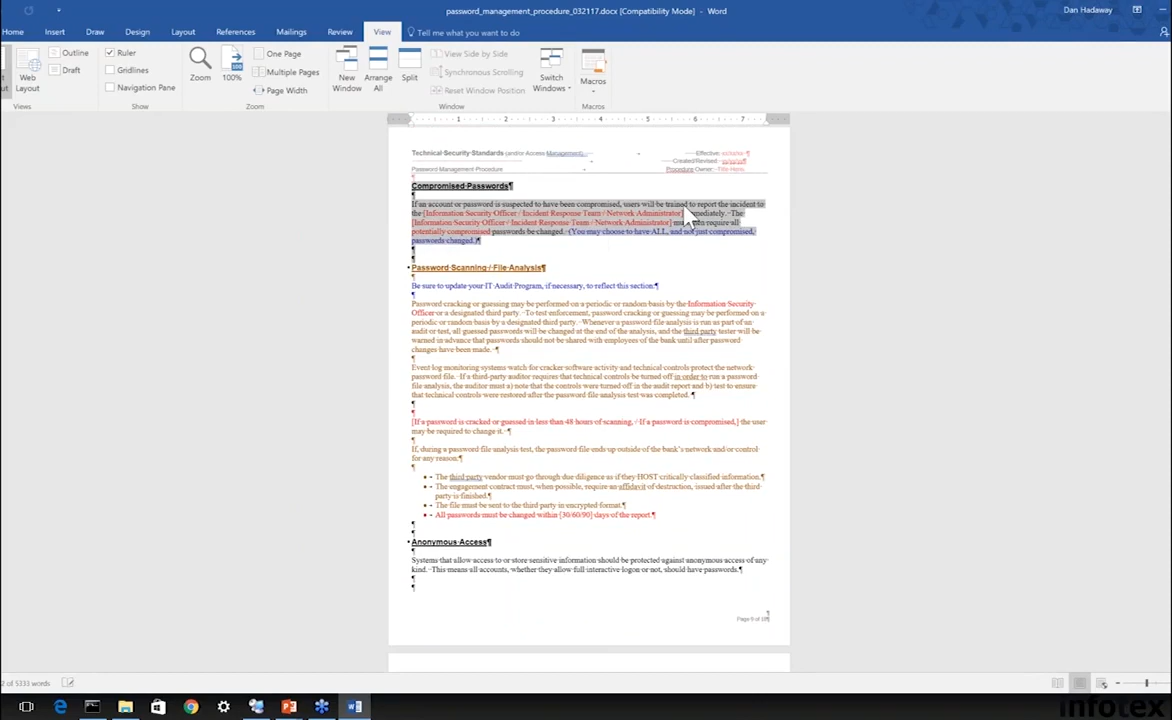 password_management_procedure_032117.docx [Compatibility Mode] - Word
Dan Hadaway
Home Insert Draw Design Layout References Mailings Review View Tell me what you want to do
Web Layout
Outline
Draft
Views
Ruler
Gridlines
Navigation Pane
Show
Zoom
100%
One Page
Multiple Pages
Page Width
Zoom
New Window
Arrange All
Split
View Side by Side
Synchronous Scrolling
Reset Window Position
Window
Switch Windows
Macros
Macros
1 2 3 4 5 6 7
Technical Security Standards (and/or Access Management) Effective: xx/xx/xx
Created/Revised: xx/xx/xx
Password Management Procedure Procedure Owner: Title Here
Compromised Passwords
If an account or password is suspected to have been compromised, users will be trained to report the incident to
the [Information Security Officer / Incident Response Team / Network Administrator] immediately. The
[Information Security Officer / Incident Response Team / Network Administrator] require all
potentially compromised passwords be changed. (You may choose to have ALL, and not just compromised,
passwords changed.)
Password Scanning / File Analysis
Be sure to update your IT Audit Program, if necessary, to reflect this section:
Password cracking or guessing may be performed on a periodic or random basis by the Information Security
Officer or a designated third party. To test enforcement, password cracking or guessing may be performed on a
periodic or random basis by a designated third party. Whenever a password file analysis is run as part of an
audit or test, all guessed passwords will be changed at the end of the analysis, and the third party tester will be
warned in advance that passwords should not be shared with employees of the bank until after password
changes have been made.
Event log monitoring systems watch for cracker software activity and technical controls protect the network
password file. If a third-party auditor requires that technical controls be turned off in order to run a password
file analysis, the auditor must a) note that the controls were turned off in the audit report and b) test to ensure
that technical controls were restored after the password file analysis test was completed.
[If a password is cracked or guessed in less than 48 hours of scanning, / If a password is compromised,] the user
may be required to change it.
If, during a password file analysis test, the password file ends up outside of the bank's network and/or control
for any reason:
• The third party vendor must go through due diligence as if they HOST critically classified information.
• The engagement contract must, when possible, require an affidavit of destruction, issued after the third
party is finished.
• The file must be sent to the third party in encrypted format.
• All passwords must be changed within [30/60/90] days of the report.
Anonymous Access
Systems that allow access to or store sensitive information should be protected against anonymous access of any
kind. This means all accounts, whether they allow full interactive logon or not, should have passwords.
Page 9 of
2 of 5333 words
infotex